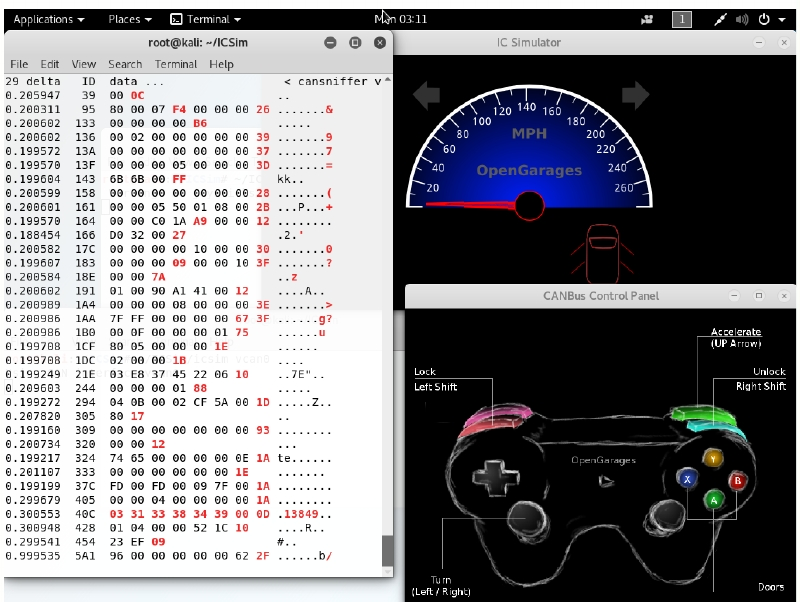 Applications Places Terminal Mon 03:11 1
root@kali: ~/ICSim
File Edit View Search Terminal Help
29 delta ID data ... < cansniffer v
0.205947 39 00 0C ..
0.200311 95 80 00 07 F4 00 00 00 26 .......&
0.200602 133 00 00 00 00 B6 .....
0.200602 136 00 02 00 00 00 00 00 39 .......9
0.199572 13A 00 00 00 00 00 00 00 37 .......7
0.199570 13F 00 00 00 05 00 00 00 3D .......=
0.199604 143 6B 6B 00 FF kk..
0.200599 158 00 00 00 00 00 00 00 28 .......(
0.200601 161 00 00 05 50 01 08 00 2B ...P...+
0.199570 164 00 00 C0 1A A9 00 00 12 ........
0.188454 166 D0 32 00 27 .2.'
0.200582 17C 00 00 00 00 10 00 00 30 .......0
0.199607 183 00 00 00 09 00 00 10 3F .......?
0.200584 18E 00 00 7A ..z
0.200602 191 01 00 90 A1 41 00 12 ....A..
0.200989 1A4 00 00 00 08 00 00 00 3E .......>
0.200986 1AA 7F FF 00 00 00 00 67 3F ......g?
0.200986 1B0 00 0F 00 00 00 01 75 ......u
0.199708 1CF 80 05 00 00 00 1E ......
0.199708 1DC 02 00 00 1B ....
0.199249 21E 03 E8 37 45 22 06 10 ..7E"..
0.209603 244 00 00 00 01 88 .....
0.199272 294 04 0B 00 02 CF 5A 00 1D .....Z..
0.207820 305 80 17 ..
0.199160 309 00 00 00 00 00 00 00 93 ........
0.200734 320 00 00 12 ...
0.199217 324 74 65 00 00 00 00 0E 1A te......
0.201107 333 00 00 00 00 00 00 1E .......
0.199199 37C FD 00 FD 00 09 7F 00 1A ........
0.299679 405 00 00 04 00 00 00 00 1A ........
0.300553 40C 03 31 33 38 34 39 00 0D .13849..
0.300948 428 01 04 00 00 52 1C 10 ....R..
0.299541 454 23 EF 09 #..
0.999535 5A1 96 00 00 00 00 00 62 2F ......b/
IC Simulator
20 40 60 80 100 120 140 160 180 200 220 240 260
MPH
OpenGarages
CANBus Control Panel
Accelerate
(UP Arrow)
Lock
Left Shift
Unlock
Right Shift
OpenGarages
Y
X
B
A
Turn
(Left / Right)
Doors